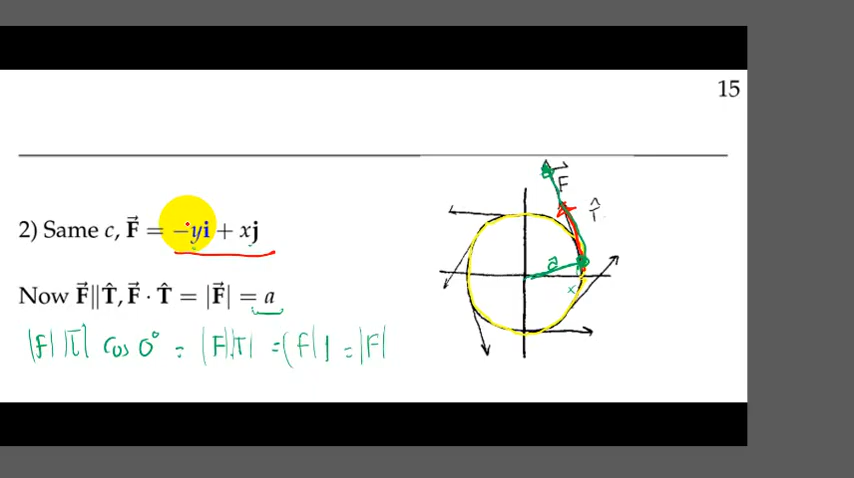 15
2) Same c, F⃗ = −yi + xj
Now F⃗∥T̂, F⃗ · T̂ = |F⃗| = a
|F| |T| cos 0° = |F||T| = |F| 1 = |F|
F⃗
T̂
a
x